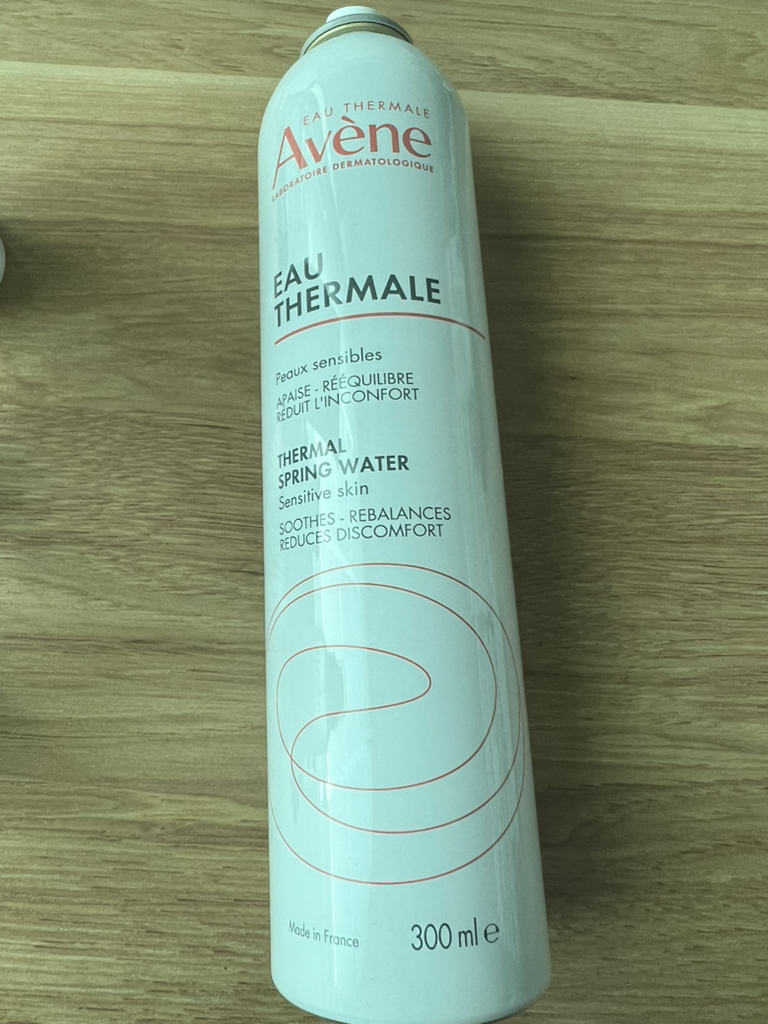 EAU THERMALE
Avène
LABORATOIRE DERMATOLOGIQUE
EAU
THERMALE
Peaux sensibles
APAISE - RÉÉQUILIBRE
RÉDUIT L'INCONFORT
THERMAL
SPRING WATER
Sensitive skin
SOOTHES - REBALANCES
REDUCES DISCOMFORT
Made in France
300 ml e